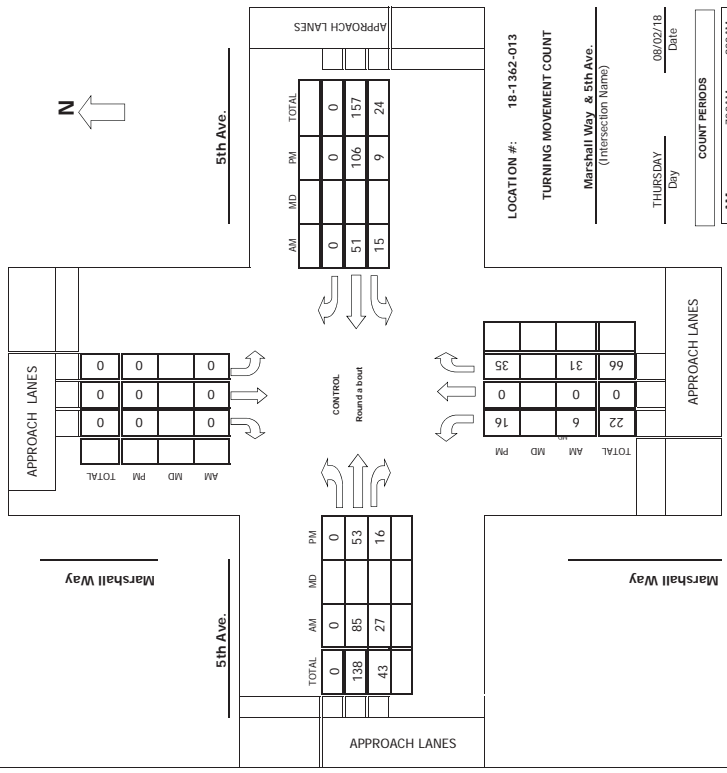 APPROACH LANES
5th Ave.
N
AM MD PM TOTAL
0 0 0
51 106 157
15 9 24
LOCATION #: 18-1362-013
TURNING MOVEMENT COUNT
Marshall Way & 5th Ave.
(Intersection Name)
THURSDAY 08/02/18
Day Date
COUNT PERIODS
APPROACH LANES
TOTAL PM MD AM
0 0 0
0 0 0
0 0 0
CONTROL
Round a bout
PM 16 0 35
MD
AM 6 0 31
TOTAL 22 0 66
MD
APPROACH LANES
Marshall Way
5th Ave.
TOTAL AM MD PM
0 0 0
138 85 53
43 27 16
APPROACH LANES
Marshall Way